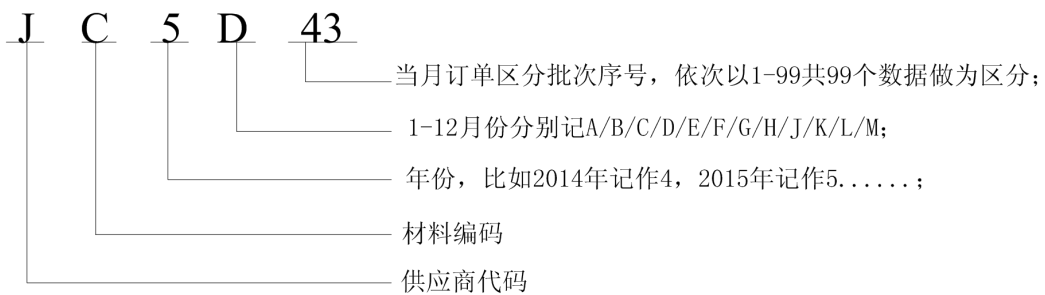 J C 5 D 43
当月订单区分批次序号，依次以1-99共99个数据做为区分；
1-12月份分别记A/B/C/D/E/F/G/H/J/K/L/M；
年份，比如2014年记作4，2015年记作5......；
材料编码
供应商代码